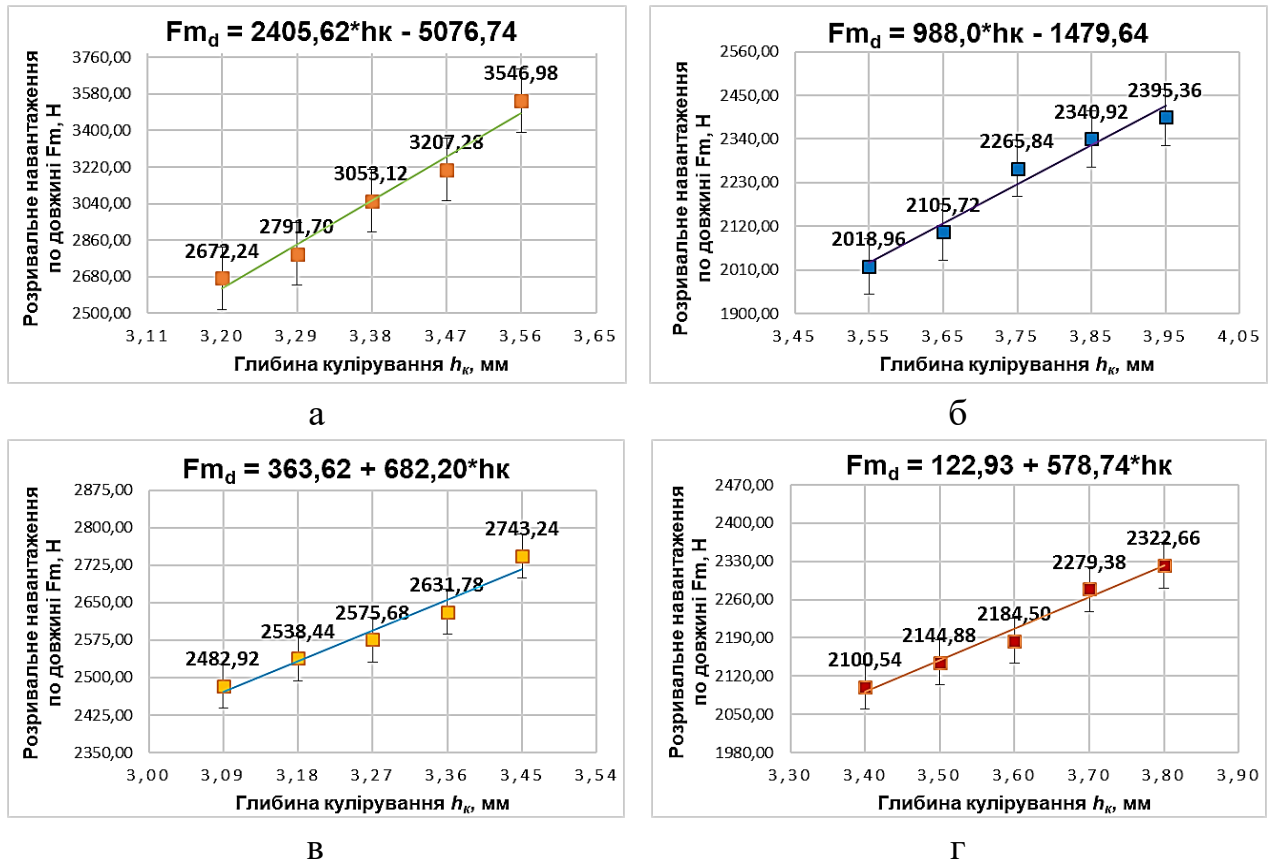 Fmd = 2405,62*hк - 5076,74
Розривальне навантаження
по довжині Fm, Н
3760,00
3580,00
3400,00
3220,00
3040,00
2860,00
2680,00
2500,00
3546,98
3207,28
3053,12
2791,70
2672,24
3,11 3,20 3,29 3,38 3,47 3,56 3,65
Глибина кулірування hк, мм
а
Fmd = 988,0*hк - 1479,64
Розривальне навантаження
по довжині Fm, Н
2560,00
2450,00
2340,00
2230,00
2120,00
2010,00
1900,00
2395,36
2340,92
2265,84
2105,72
2018,96
3,45 3,55 3,65 3,75 3,85 3,95 4,05
Глибина кулірування hк, мм
б
Fmd = 363,62 + 682,20*hк
Розривальне навантаження
по довжині Fm, Н
2875,00
2800,00
2725,00
2650,00
2575,00
2500,00
2425,00
2350,00
2743,24
2631,78
2575,68
2538,44
2482,92
3,00 3,09 3,18 3,27 3,36 3,45 3,54
Глибина кулірування hк, мм
в
Fmd = 122,93 + 578,74*hк
Розривальне навантаження
по довжині Fm, Н
2470,00
2400,00
2330,00
2260,00
2190,00
2120,00
2050,00
1980,00
2322,66
2279,38
2184,50
2144,88
2100,54
3,30 3,40 3,50 3,60 3,70 3,80 3,90
Глибина кулірування hк, мм
г